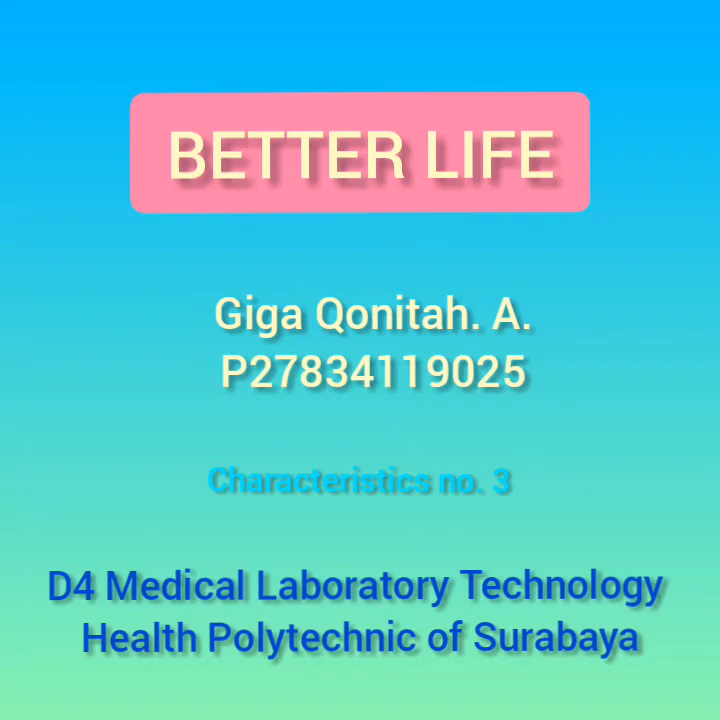 BETTER LIFE
Giga Qonitah. A.
P27834119025
Characteristics no. 3
D4 Medical Laboratory Technology
Health Polytechnic of Surabaya